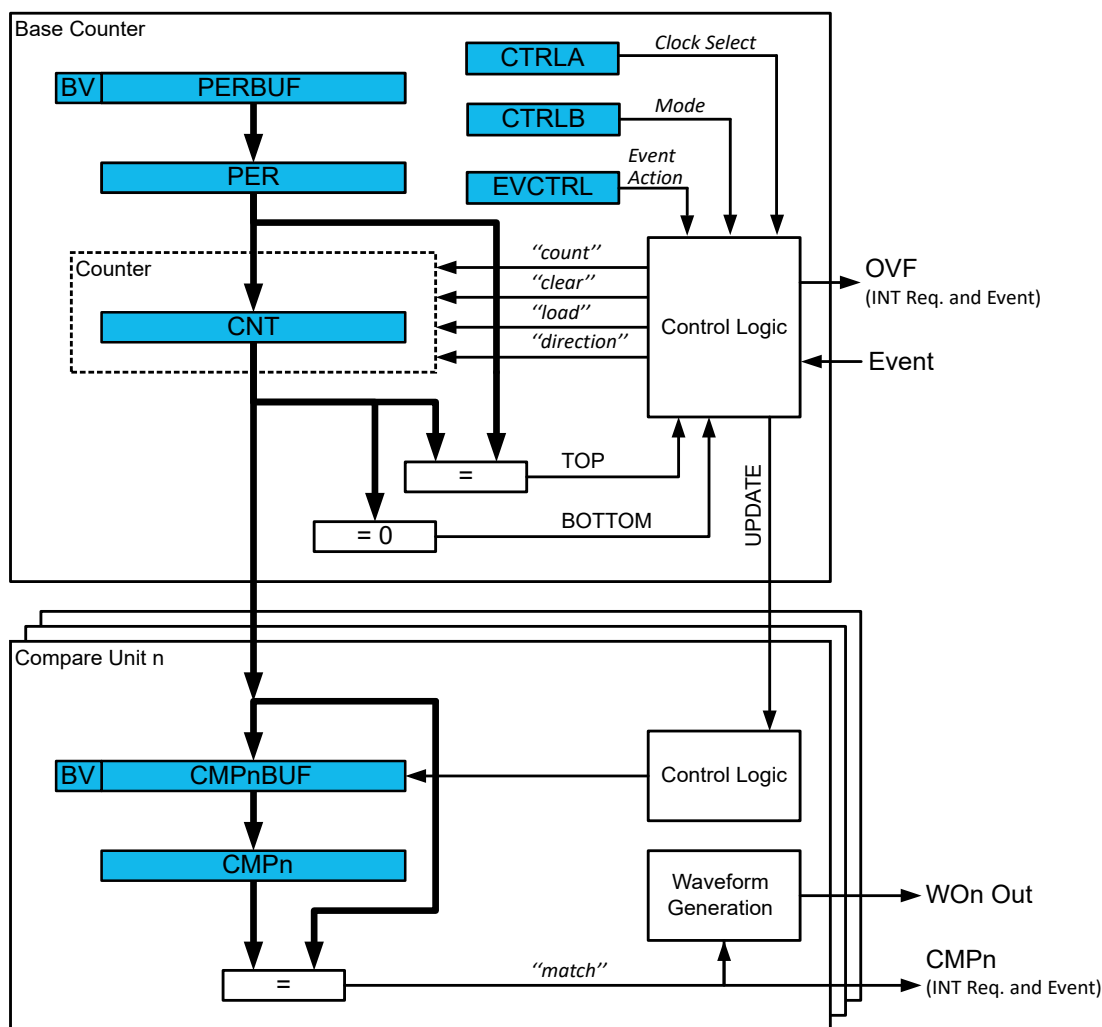 Base Counter
BV
PERBUF
PER
CTRLA
Clock Select
CTRLB
Mode
EVCTRL
Event
Action
Counter
CNT
“count”
“clear”
“load”
“direction”
Control Logic
OVF
(INT Req. and Event)
Event
=
TOP
= 0
BOTTOM
UPDATE
Compare Unit n
BV
CMPnBUF
Control Logic
CMPn
Waveform
Generation
WOn Out
=
“match”
CMPn
(INT Req. and Event)